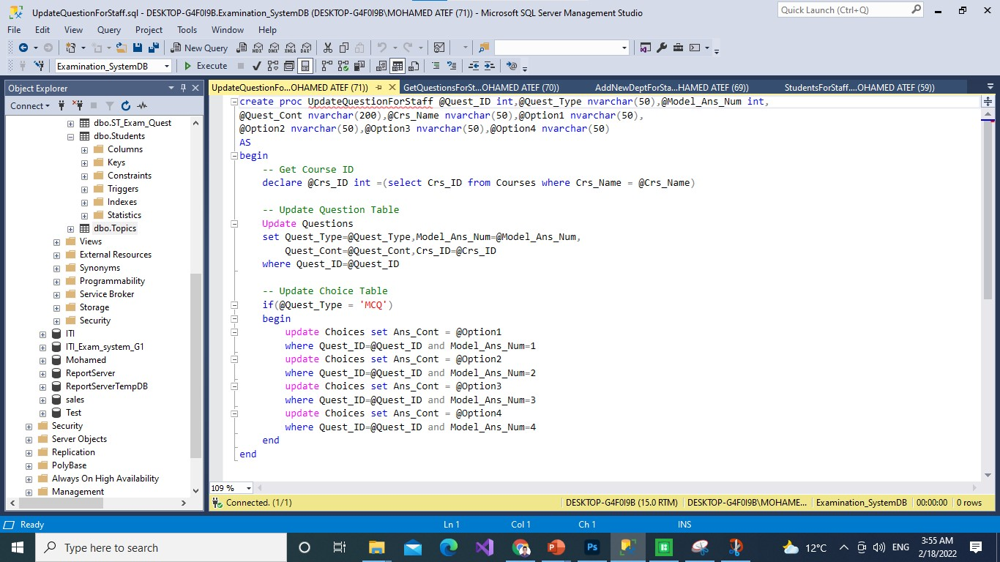 UpdateQuestionForStaff.sql - DESKTOP-G4F0I9B.Examination_SystemDB (DESKTOP-G4F0I9B\MOHAMED ATEF (71)) - Microsoft SQL Server Management Studio
Quick Launch (Ctrl+Q)
File Edit View Query Project Tools Window Help
New Query MDX DMX XMLA DAX
Examination_SystemDB Execute
Object Explorer
Connect
dbo.ST_Exam_Quest
dbo.Students
Columns
Keys
Constraints
Triggers
Indexes
Statistics
dbo.Topics
Views
External Resources
Synonyms
Programmability
Service Broker
Storage
Security
ITI
ITI_Exam_system_G1
Mohamed
ReportServer
ReportServerTempDB
sales
Test
Security
Server Objects
Replication
PolyBase
Always On High Availability
Management
UpdateQuestionFo...OHAMED ATEF (71)) GetQuestionsForSt...OHAMED ATEF (70)) AddNewDeptForSta...HAMED ATEF (69)) StudentsForStaff....OHAMED ATEF (59))
create proc UpdateQuestionForStaff @Quest_ID int,@Quest_Type nvarchar(50),@Model_Ans_Num int,
@Quest_Cont nvarchar(200),@Crs_Name nvarchar(50),@Option1 nvarchar(50),
@Option2 nvarchar(50),@Option3 nvarchar(50),@Option4 nvarchar(50)
AS
begin
-- Get Course ID
declare @Crs_ID int =(select Crs_ID from Courses where Crs_Name = @Crs_Name)
-- Update Question Table
Update Questions
set Quest_Type=@Quest_Type,Model_Ans_Num=@Model_Ans_Num,
Quest_Cont=@Quest_Cont,Crs_ID=@Crs_ID
where Quest_ID=@Quest_ID
-- Update Choice Table
if(@Quest_Type = 'MCQ')
begin
update Choices set Ans_Cont = @Option1
where Quest_ID=@Quest_ID and Model_Ans_Num=1
update Choices set Ans_Cont = @Option2
where Quest_ID=@Quest_ID and Model_Ans_Num=2
update Choices set Ans_Cont = @Option3
where Quest_ID=@Quest_ID and Model_Ans_Num=3
update Choices set Ans_Cont = @Option4
where Quest_ID=@Quest_ID and Model_Ans_Num=4
end
end
109 %
Connected. (1/1) DESKTOP-G4F0I9B (15.0 RTM) DESKTOP-G4F0I9B\MOHAME... Examination_SystemDB 00:00:00 0 rows
Ready Ln 1 Col 1 Ch 1 INS
Type here to search
Ps
12°C ENG
3:55 AM
2/18/2022